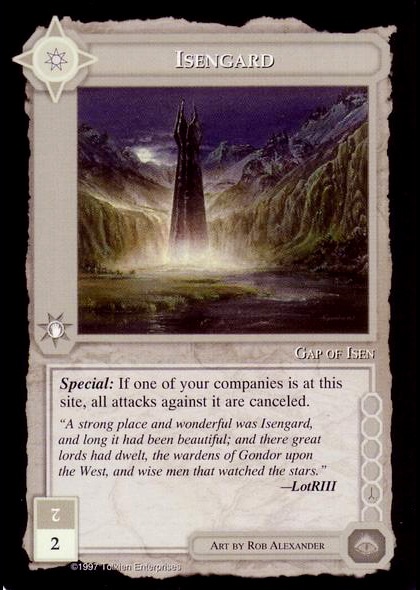 ISENGARD
GAP OF ISEN
Special: If one of your companies is at this
site, all attacks against it are canceled.
“A strong place and wonderful was Isengard,
and long it had been beautiful; and there great
lords had dwelt, the wardens of Gondor upon
the West, and wise men that watched the stars.”
—LotRIII
2
2
ART BY ROB ALEXANDER
©1997 Tolkien Enterprises